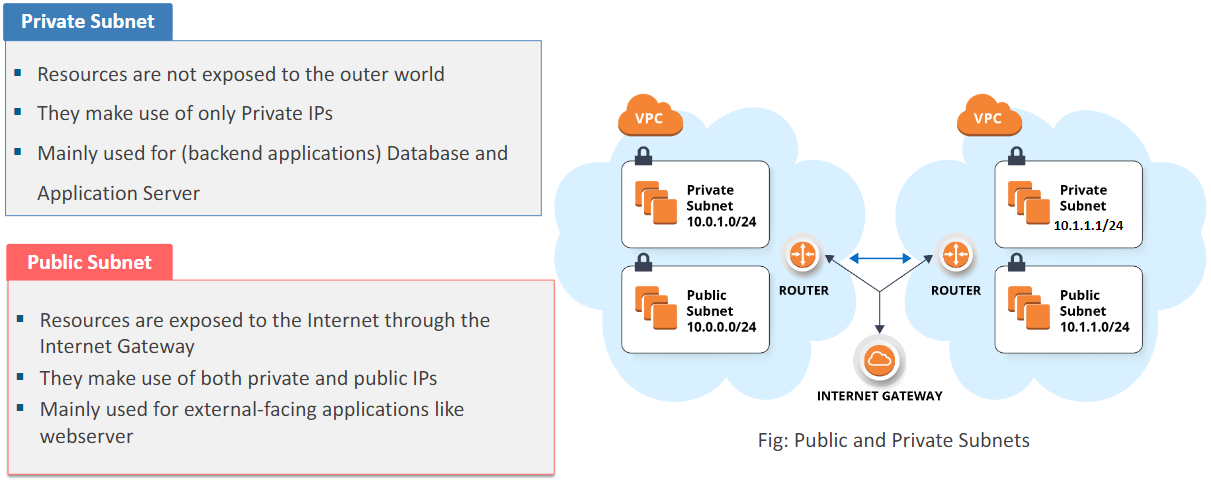 Private Subnet
Resources are not exposed to the outer world
They make use of only Private IPs
Mainly used for (backend applications) Database and
Application Server
Public Subnet
Resources are exposed to the Internet through the
Internet Gateway
They make use of both private and public IPs
Mainly used for external-facing applications like
webserver
VPC
Private
Subnet
10.0.1.0/24
Public
Subnet
10.0.0.0/24
ROUTER
VPC
Private
Subnet
10.1.1.1/24
Public
Subnet
10.1.1.0/24
ROUTER
INTERNET GATEWAY
Fig: Public and Private Subnets